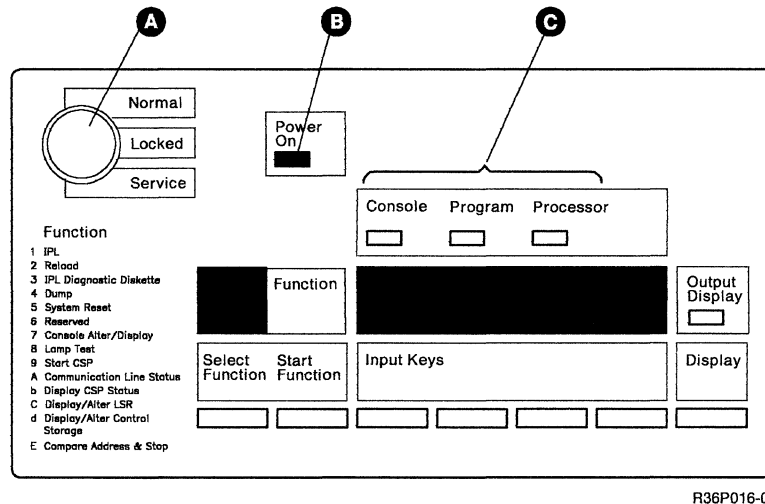 A B C
Normal
Locked
Service
Power
On
Console Program Processor
Function
1 IPL
2 Reload
3 IPL Diagnostic Diskette
4 Dump
5 System Reset
6 Reserved
7 Console Alter/Display
8 Lamp Test
9 Start CSP
A Communication Line Status
b Display CSP Status
C Display/Alter LSR
d Display/Alter Control
Storage
E Compare Address & Stop
Function
Output
Display
Select
Function
Start
Function
Input Keys
Display
R36P016-0